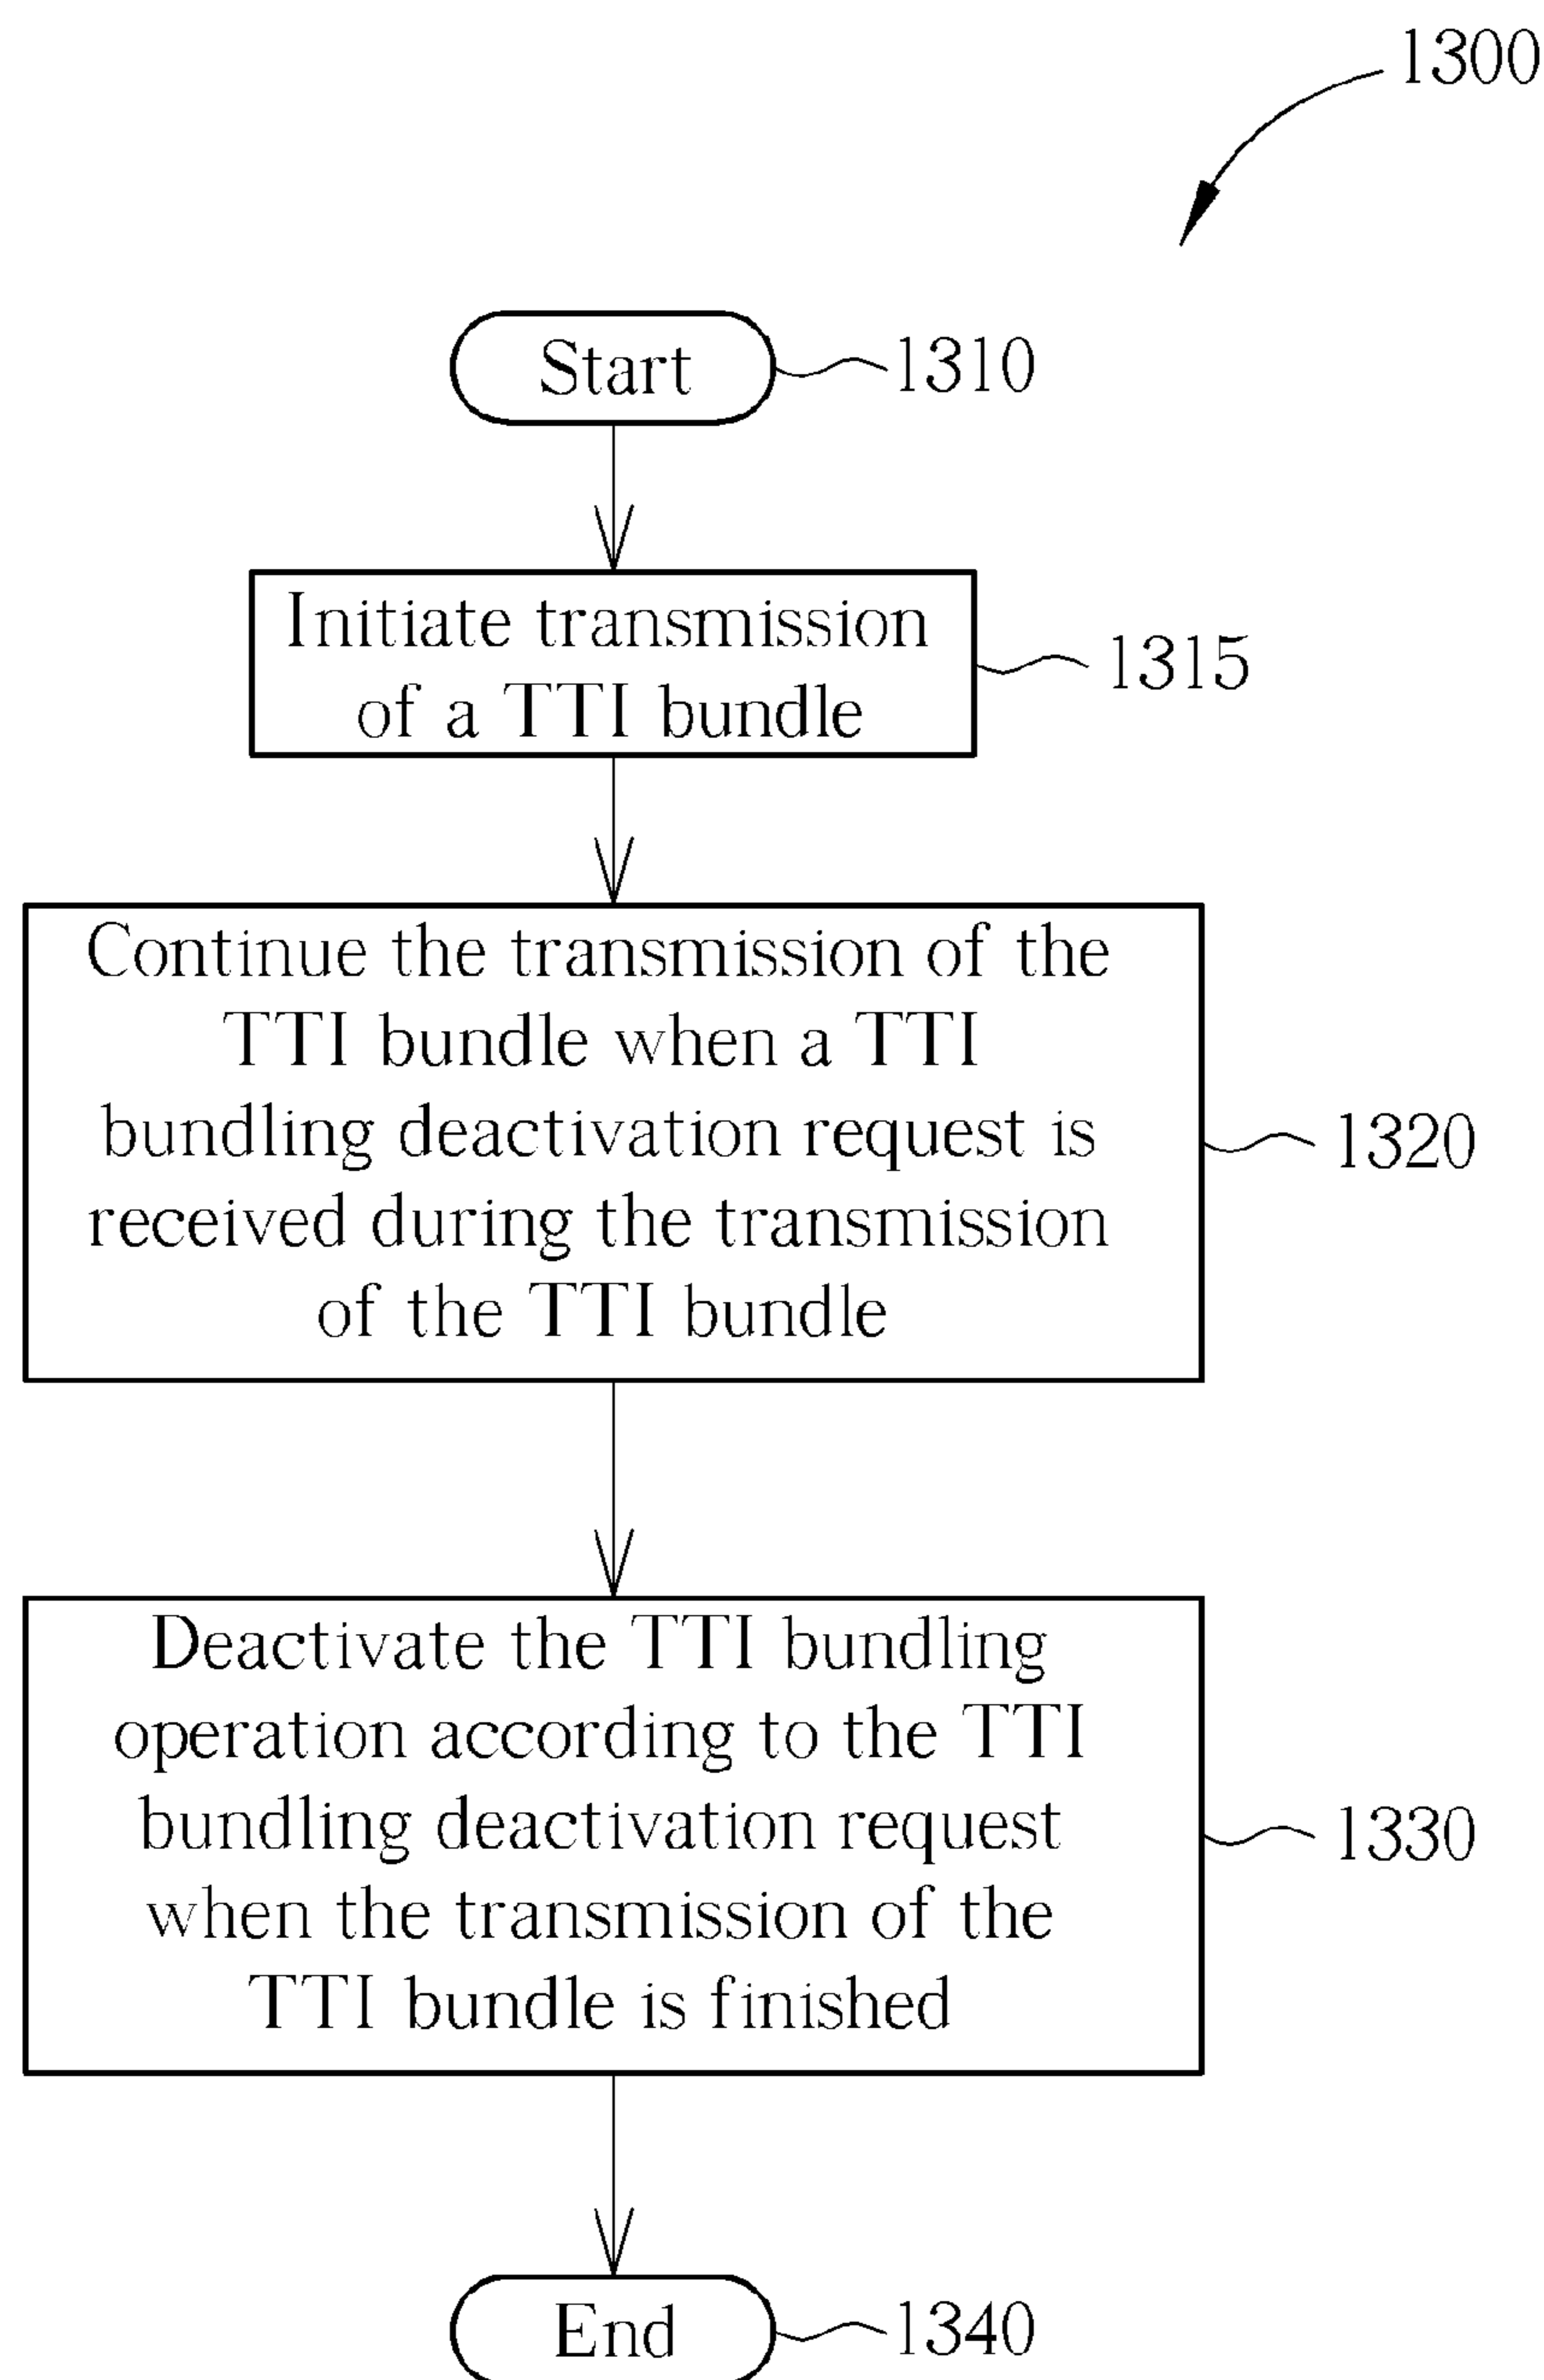 1300
Start
1310
Initiate transmission
of a TTI bundle
1315
Continue the transmission of the
TTI bundle when a TTI
bundling deactivation request is
received during the transmission
of the TTI bundle
1320
Deactivate the TTI bundling
operation according to the TTI
bundling deactivation request
when the transmission of the
TTI bundle is finished
1330
End
1340